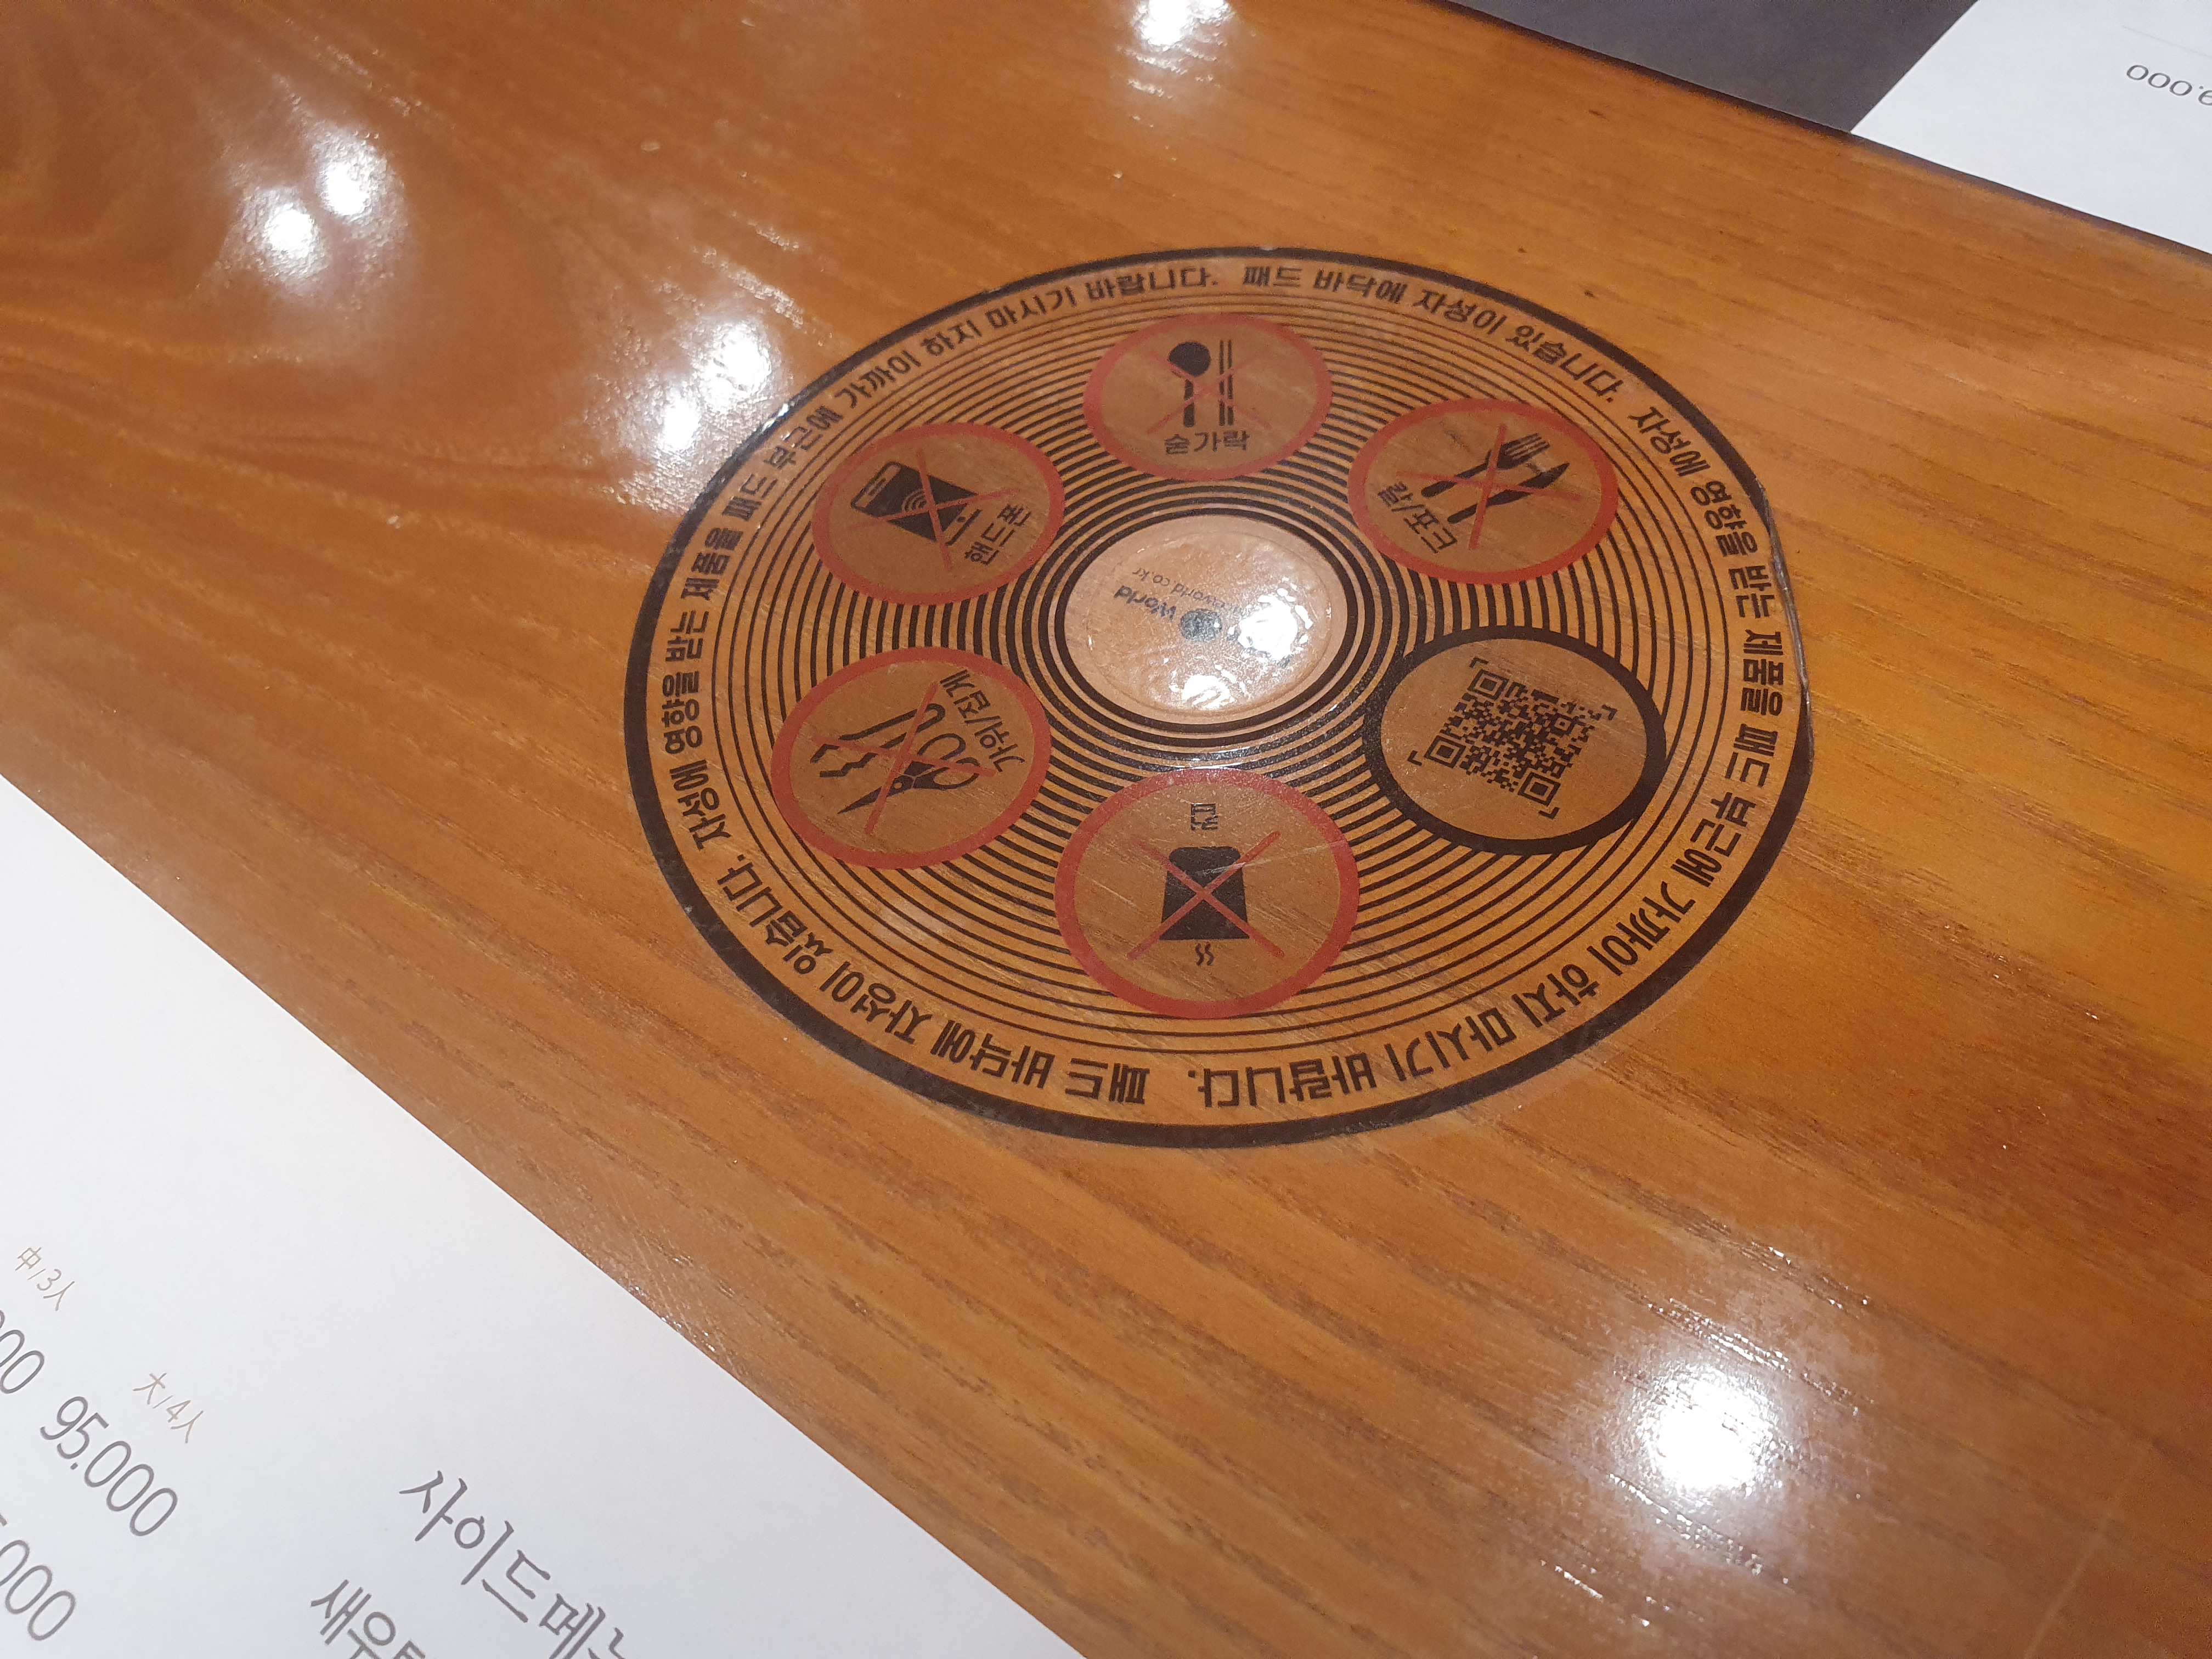 패드 바닥에 자성이 있습니다. 자성에 영향을 받는 제품을 패드 부근에 가까이 하지 마시기 바랍니다.
패드 바닥에 자성이 있습니다. 자성에 영향을 받는 제품을 패드 부근에 가까이 하지 마시기 바랍니다.
숟가락
포크/칼
핸드폰
가위/집게
컵
World
中/3人
大/4人
95.000
사이드메뉴